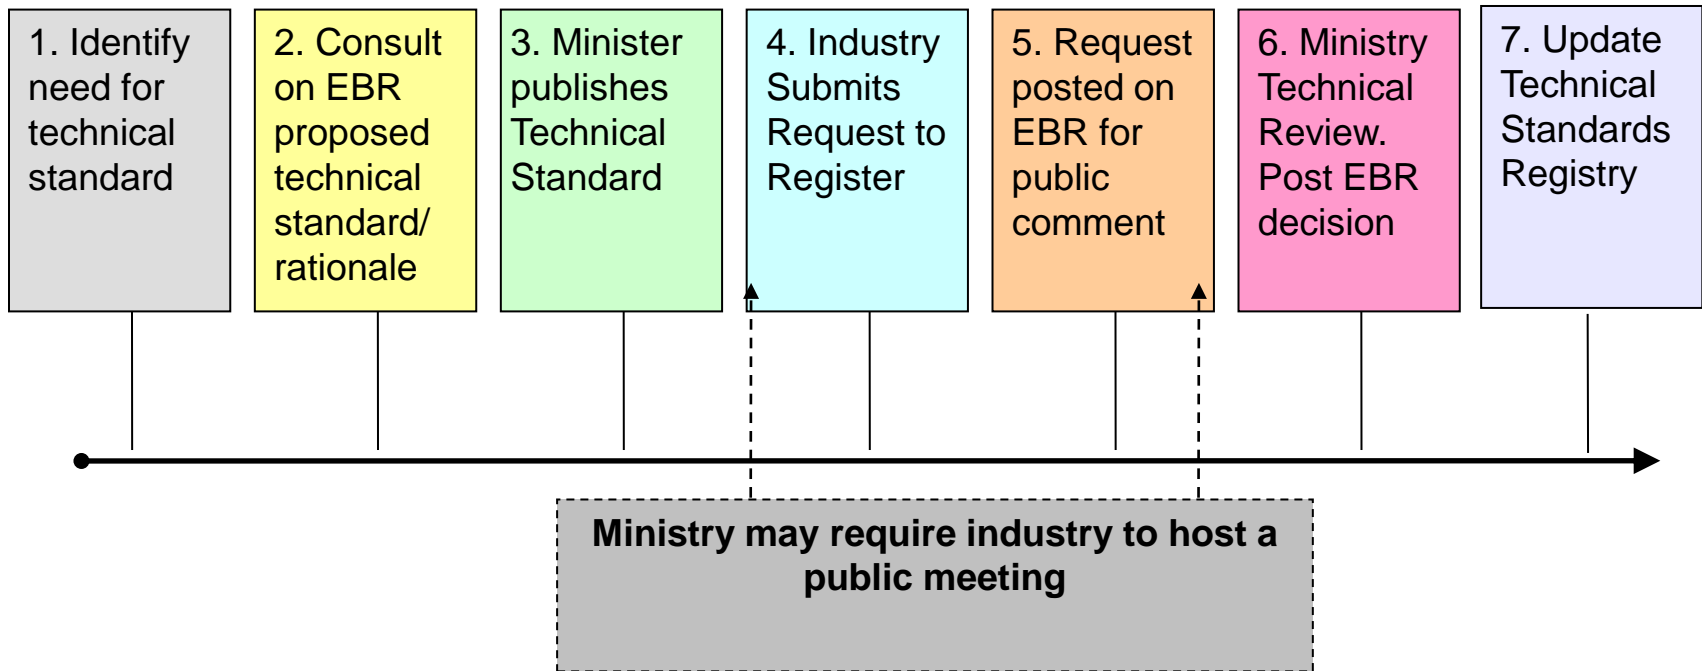 1. Identify
need for
technical
standard
2. Consult
on EBR
proposed
technical
standard/
rationale
3. Minister
publishes
Technical
Standard
4. Industry
Submits
Request to
Register
5. Request
posted on
EBR for
public
comment
6. Ministry
Technical
Review.
Post EBR
decision
7. Update
Technical
Standards
Registry
Ministry may require industry to host a
public meeting